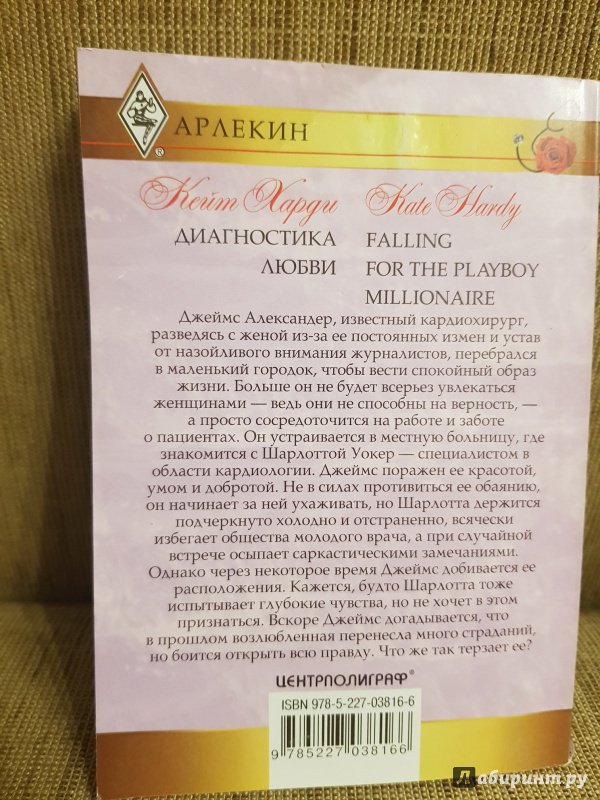 ®
АРЛЕКИН
Кейт Харди
Kate Hardy
ДИАГНОСТИКА
ЛЮБВИ
FALLING
FOR THE PLAYBOY
MILLIONAIRE
Джеймс Александер, известный кардиохирург,
разведясь с женой из-за ее постоянных измен и устав
от назойливого внимания журналистов, перебрался
в маленький городок, чтобы вести спокойный образ
жизни. Больше он не будет всерьез увлекаться
женщинами — ведь они не способны на верность, —
а просто сосредоточится на работе и заботе
о пациентах. Он устраивается в местную больницу, где
знакомится с Шарлоттой Уокер — специалистом в
области кардиологии. Джеймс поражен ее красотой,
умом и добротой. Не в силах противиться ее обаянию,
он начинает за ней ухаживать, но Шарлотта держится
подчеркнуто холодно и отстраненно, всячески
избегает общества молодого врача, а при случайной
встрече осыпает саркастическими замечаниями.
Однако через некоторое время Джеймс добивается ее
расположения. Кажется, будто Шарлотта тоже
испытывает глубокие чувства, но не хочет в этом
признаться. Вскоре Джеймс догадывается, что
в прошлом возлюбленная перенесла много страданий,
но боится открыть всю правду. Что же так терзает ее?
ЦЕНТРПОЛИГРАФ®
ISBN 978-5-227-03816-6
9 785227 038166
Лабиринт.ру